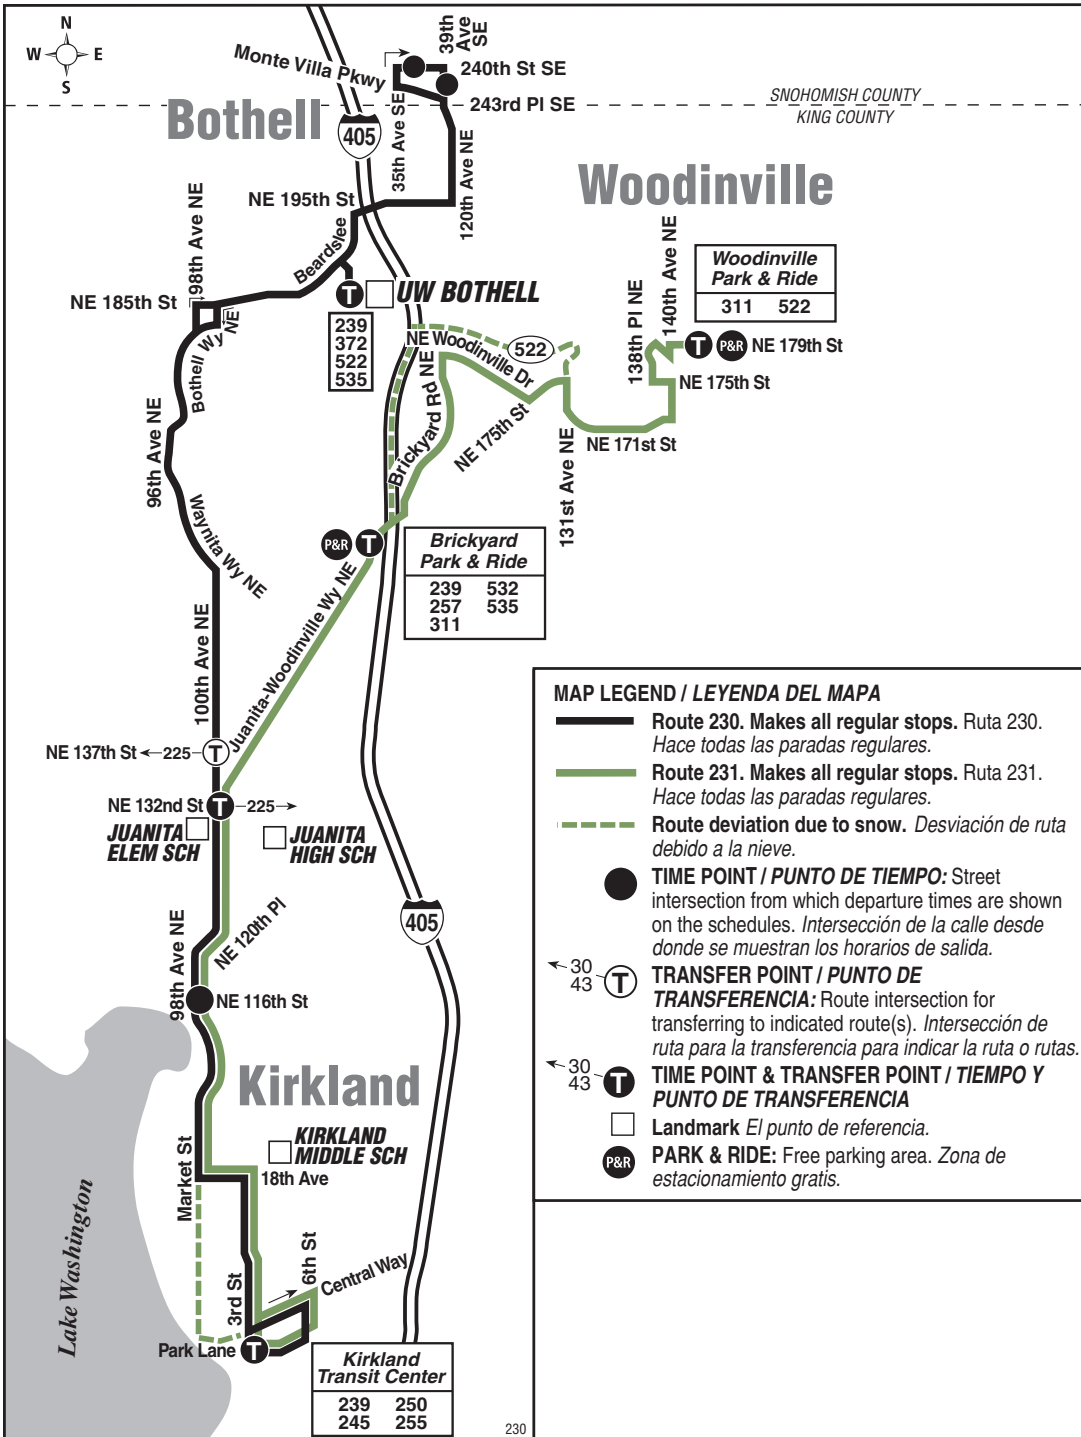 N
W E
S
Monte Villa Pkwy
39th
Ave
SE
240th St SE
243rd Pl SE
SNOHOMISH COUNTY
KING COUNTY
Bothell
405
35th Ave SE
120th Ave NE
Woodinville
NE 195th St
98th Ave NE
Beardslee
NE 185th St
Bothell Wy NE
T
UW BOTHELL
239
372
522
535
140th Ave NE
138th Pl NE
Woodinville
Park & Ride
311 522
T P&R NE 179th St
NE 175th St
NE Woodinville Dr
522
Brickyard Rd NE
NE 175th St
131st Ave NE
NE 171st St
96th Ave NE
Waynita Wy NE
P&R T
Brickyard
Park & Ride
239 532
257 535
311
100th Ave NE
Juanita-Woodinville Wy NE
NE 137th St 225 T
NE 132nd St T 225
JUANITA
ELEM SCH
JUANITA
HIGH SCH
98th Ave NE
NE 120th Pl
405
NE 116th St
Kirkland
KIRKLAND
MIDDLE SCH
18th Ave
Market St
3rd St
6th St
Central Way
Lake Washington
Park Lane T
Kirkland
Transit Center
239 250
245 255
230
MAP LEGEND / LEYENDA DEL MAPA
Route 230. Makes all regular stops. Ruta 230.
Hace todas las paradas regulares.
Route 231. Makes all regular stops. Ruta 231.
Hace todas las paradas regulares.
Route deviation due to snow. Desviación de ruta
debido a la nieve.
TIME POINT / PUNTO DE TIEMPO: Street
intersection from which departure times are shown
on the schedules. Intersección de la calle desde
donde se muestran los horarios de salida.
30
43 T
TRANSFER POINT / PUNTO DE
TRANSFERENCIA: Route intersection for
transferring to indicated route(s). Intersección de
ruta para la transferencia para indicar la ruta o rutas.
30
43 T
TIME POINT & TRANSFER POINT / TIEMPO Y
PUNTO DE TRANSFERENCIA
Landmark El punto de referencia.
P&R PARK & RIDE: Free parking area. Zona de
estacionamiento gratis.